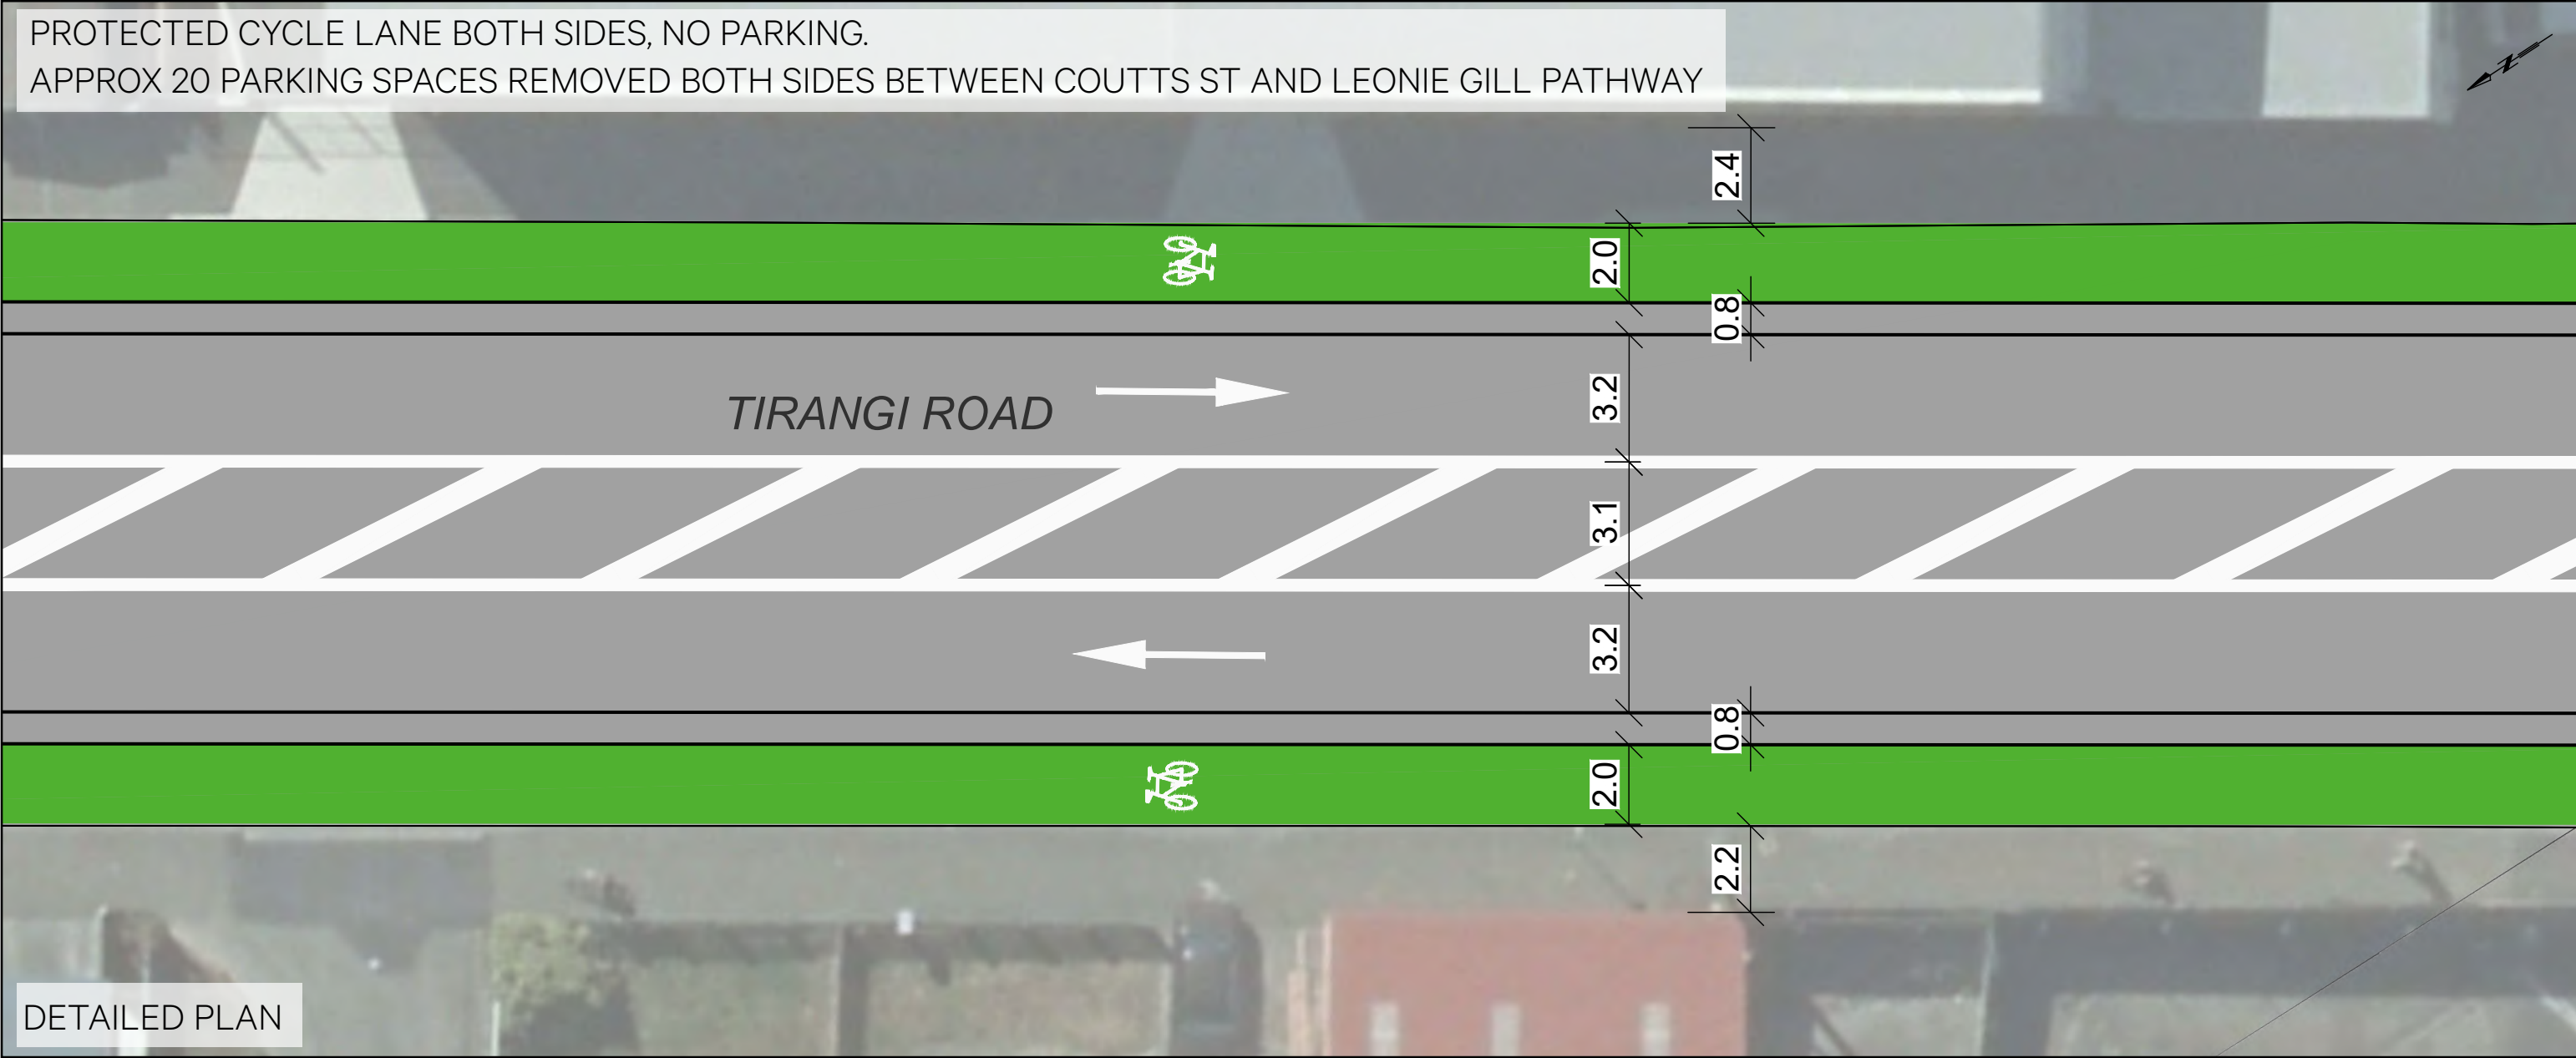 PROTECTED CYCLE LANE BOTH SIDES, NO PARKING.
APPROX 20 PARKING SPACES REMOVED BOTH SIDES BETWEEN COUTTS ST AND LEONIE GILL PATHWAY
N
2.4
2.0
0.8
3.2
TIRANGI ROAD
3.1
3.2
0.8
2.0
2.2
DETAILED PLAN